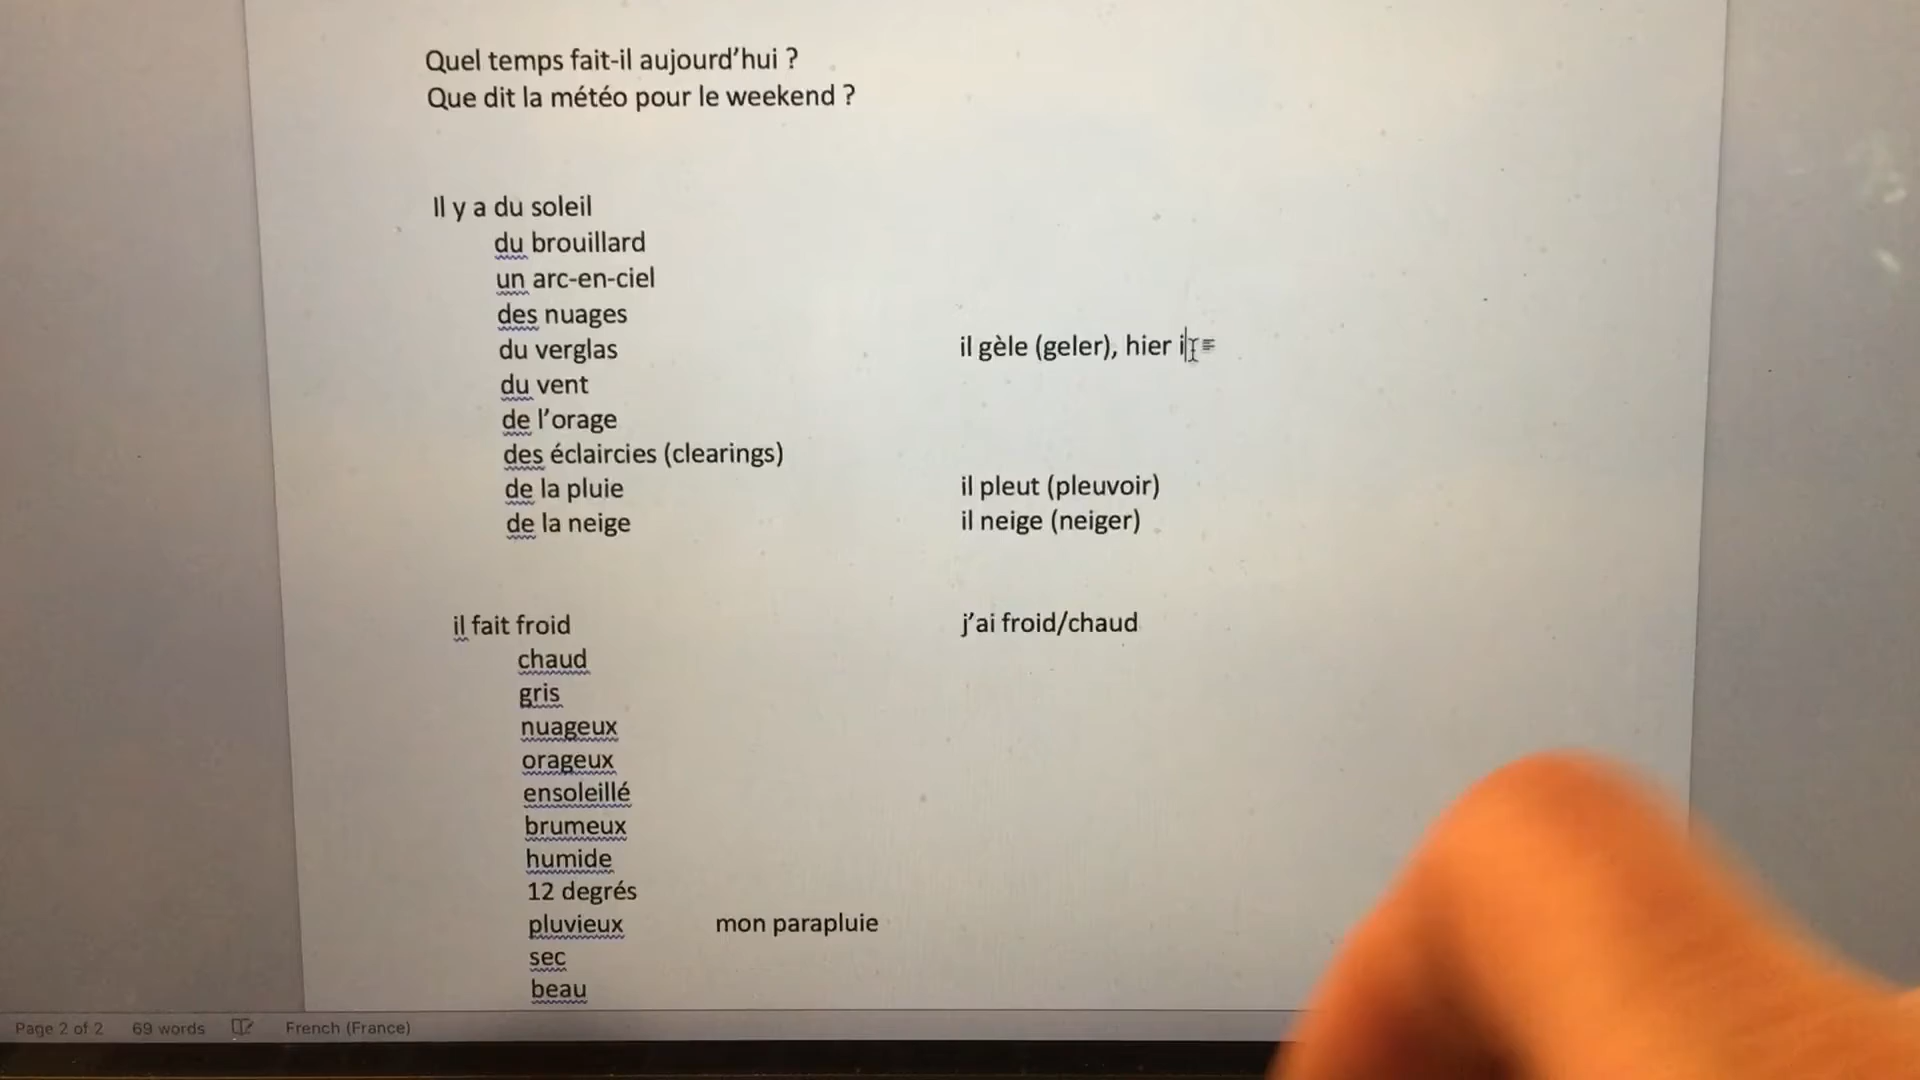 Quel temps fait-il aujourd’hui ?
Que dit la météo pour le weekend ?
Il y a du soleil
du brouillard
un arc-en-ciel
des nuages
du verglas
il gèle (geler), hier i
du vent
de l’orage
des éclaircies (clearings)
de la pluie
il pleut (pleuvoir)
de la neige
il neige (neiger)
il fait froid
j’ai froid/chaud
chaud
gris
nuageux
orageux
ensoleillé
brumeux
humide
12 degrés
pluvieux
mon parapluie
sec
beau
Page 2 of 2
69 words
French (France)